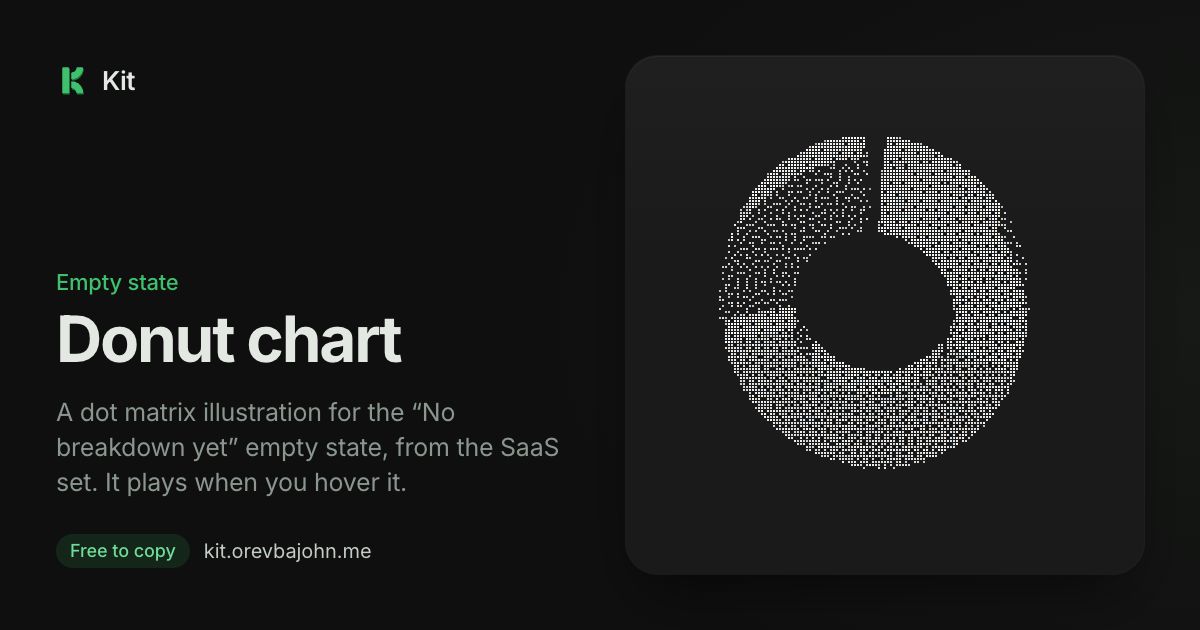 Kit
Empty state
Donut chart
A dot matrix illustration for the “No
breakdown yet” empty state, from the SaaS
set. It plays when you hover it.
Free to copy
kit.orevbajohn.me